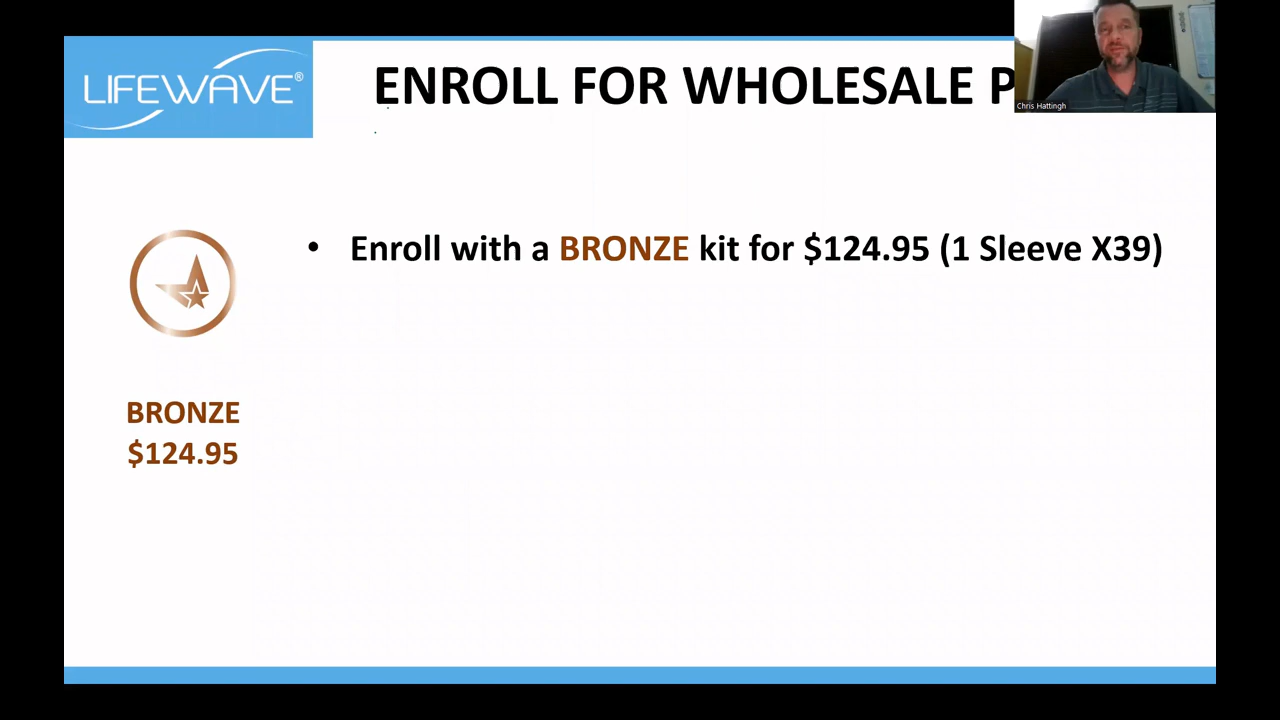 LIFEWAVE®
ENROLL FOR WHOLESALE P
Chris Hattingh
• Enroll with a BRONZE kit for $124.95 (1 Sleeve X39)
BRONZE
$124.95